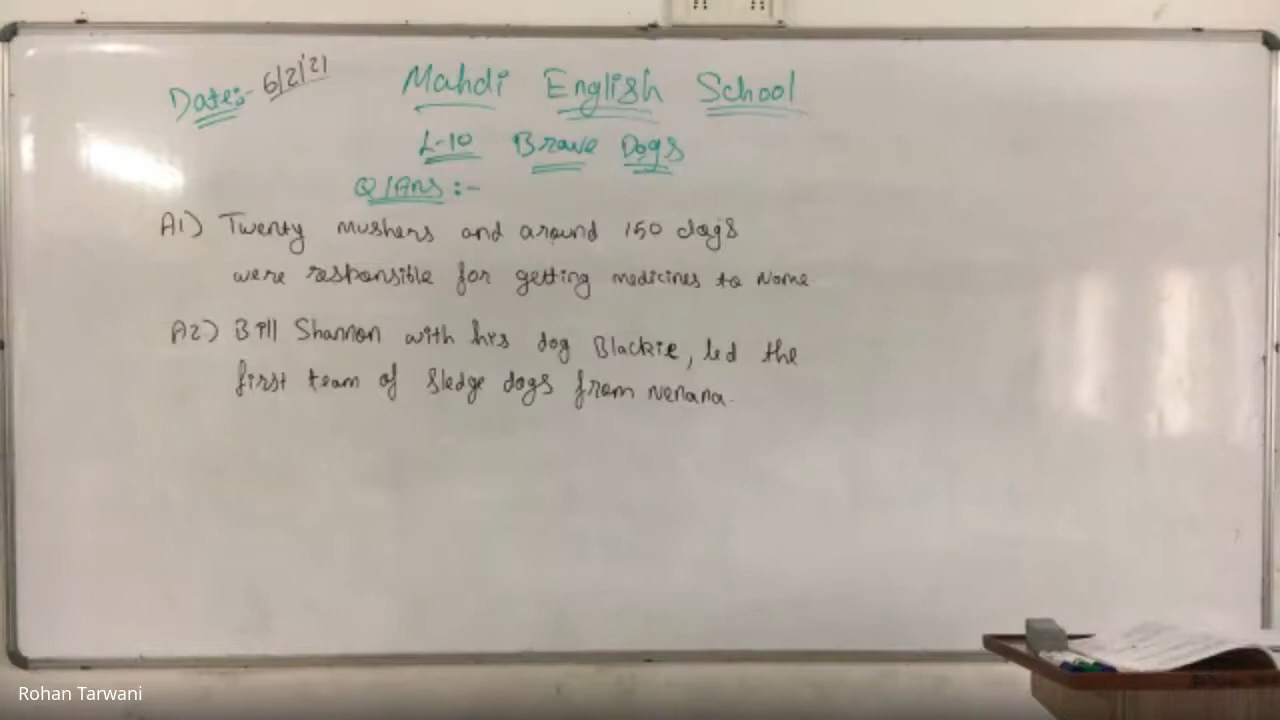 Date:- 6/2/21
Mahdi English School
L-10 Brave Dogs
Q/Ans :-
A1) Twenty mushers and around 150 dogs
were responsible for getting medicines to Nome.
A2) Bill Shannon with his dog Blackie, led the
first team of sledge dogs from Nenana.
Rohan Tarwani